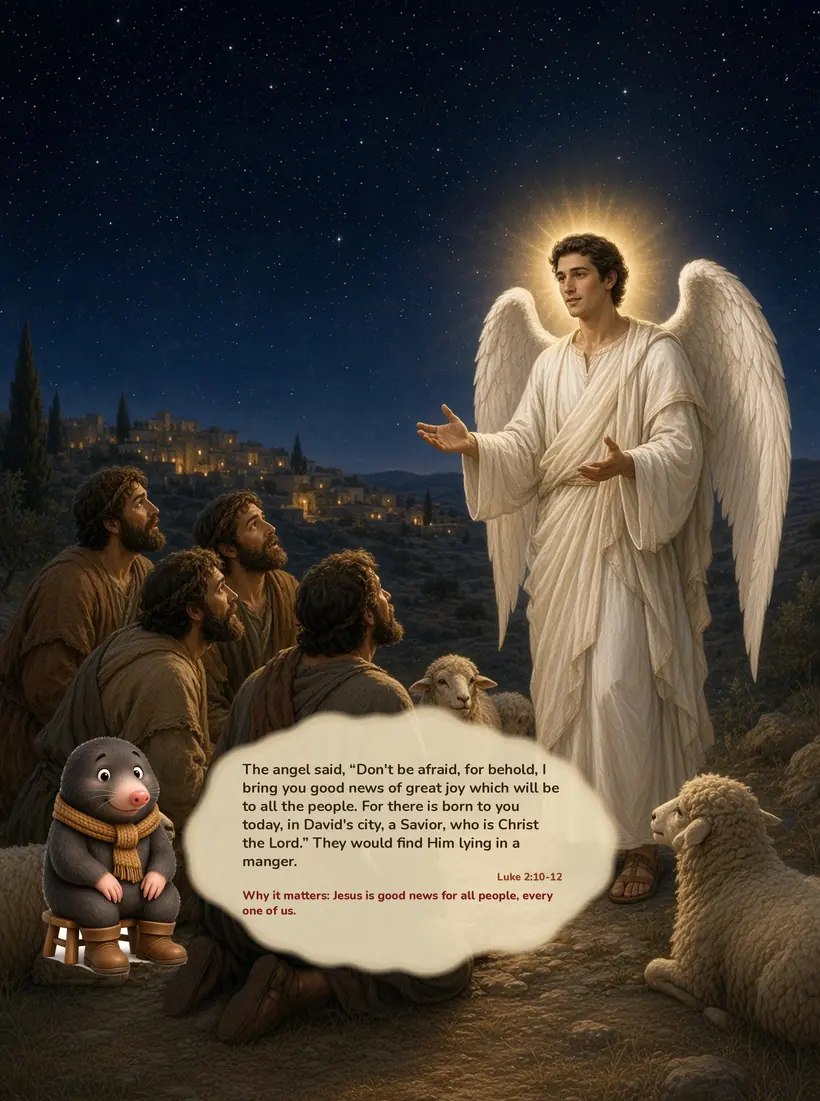 The angel said, “Don't be afraid, for behold, I
bring you good news of great joy which will be
to all the people. For there is born to you
today, in David's city, a Savior, who is Christ
the Lord.” They would find Him lying in a
manger.
Luke 2:10-12
Why it matters: Jesus is good news for all people, every
one of us.